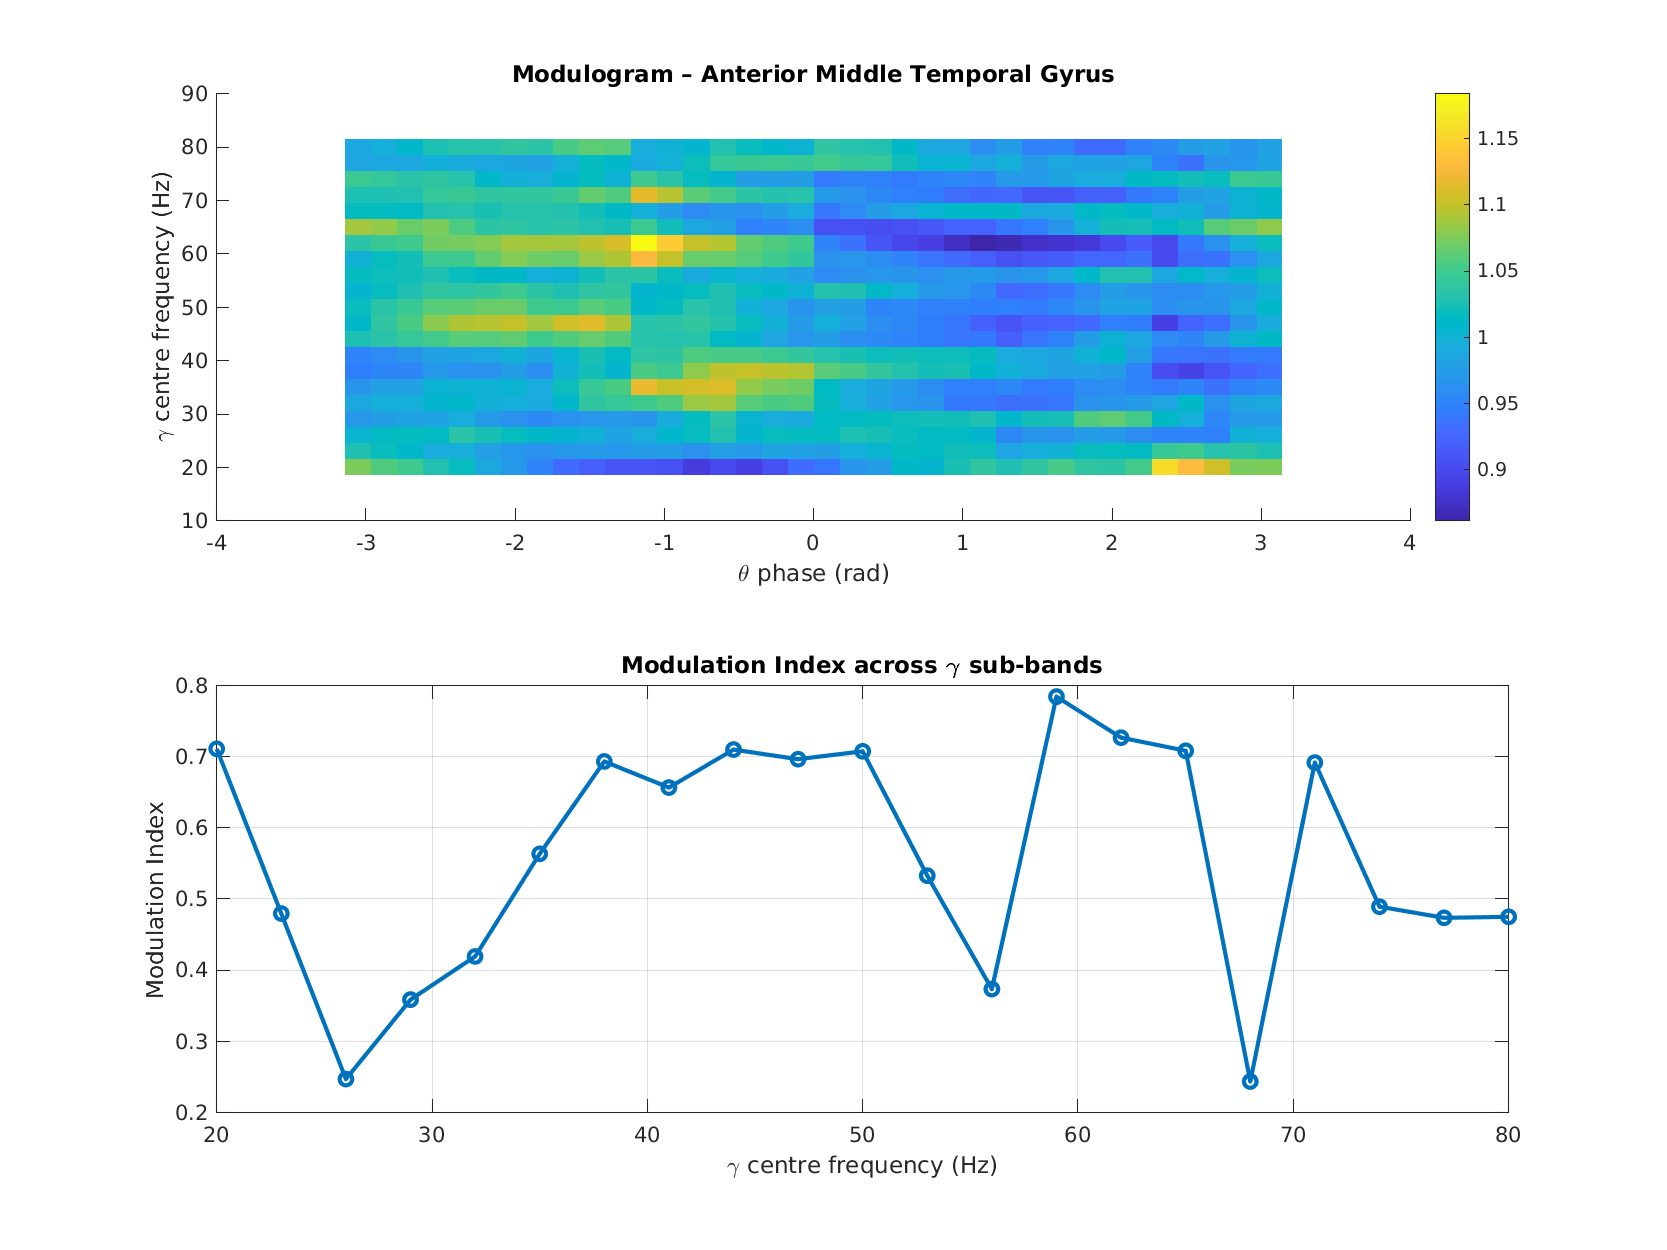 Modulogram – Anterior Middle Temporal Gyrus
γ centre frequency (Hz)
90
80
70
60
50
40
30
20
10
-4 -3 -2 -1 0 1 2 3 4
θ phase (rad)
1.15
1.1
1.05
1
0.95
0.9
Modulation Index across γ sub-bands
Modulation Index
0.8
0.7
0.6
0.5
0.4
0.3
0.2
20 30 40 50 60 70 80
γ centre frequency (Hz)